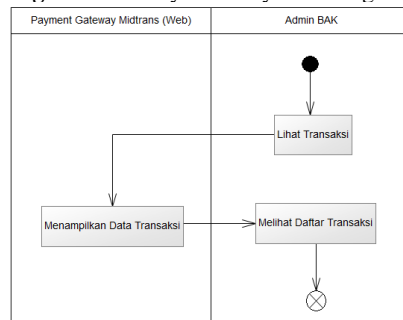 Payment Gateway Midtrans (Web)
Admin BAK
Lihat Transaksi
Menampilkan Data Transaksi
Melihat Daftar Transaksi